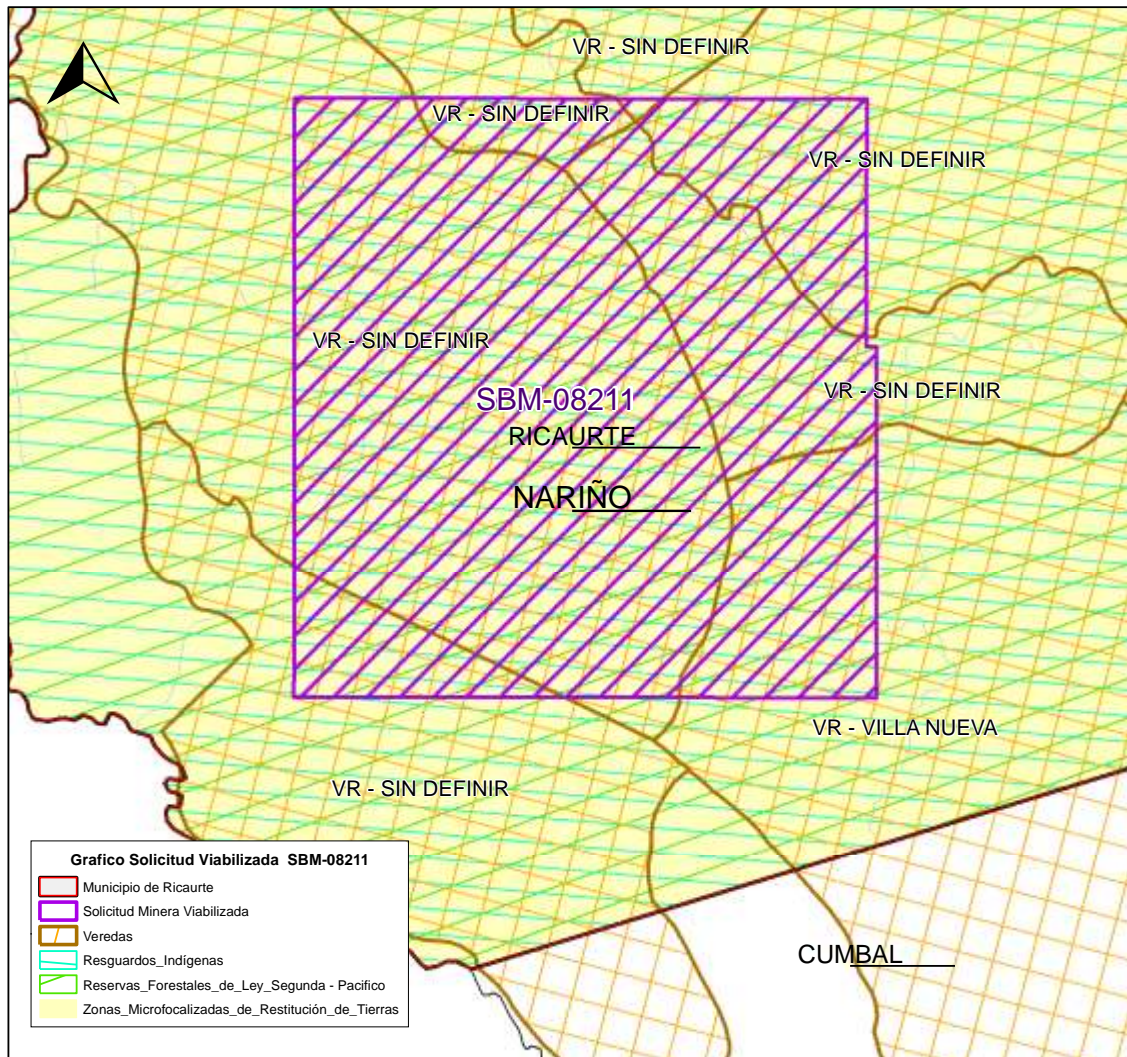 VR - SIN DEFINIR
VR - SIN DEFINIR
VR - SIN DEFINIR
VR - SIN DEFINIR
VR - SIN DEFINIR
SBM-08211
RICAURTE
NARIÑO
VR - VILLA NUEVA
VR - SIN DEFINIR
CUMBAL
Grafico Solicitud Viabilizada SBM-08211
Municipio de Ricaurte
Solicitud Minera Viabilizada
Veredas
Resguardos_Indígenas
Reservas_Forestales_de_Ley_Segunda - Pacifico
Zonas_Microfocalizadas_de_Restitución_de_Tierras